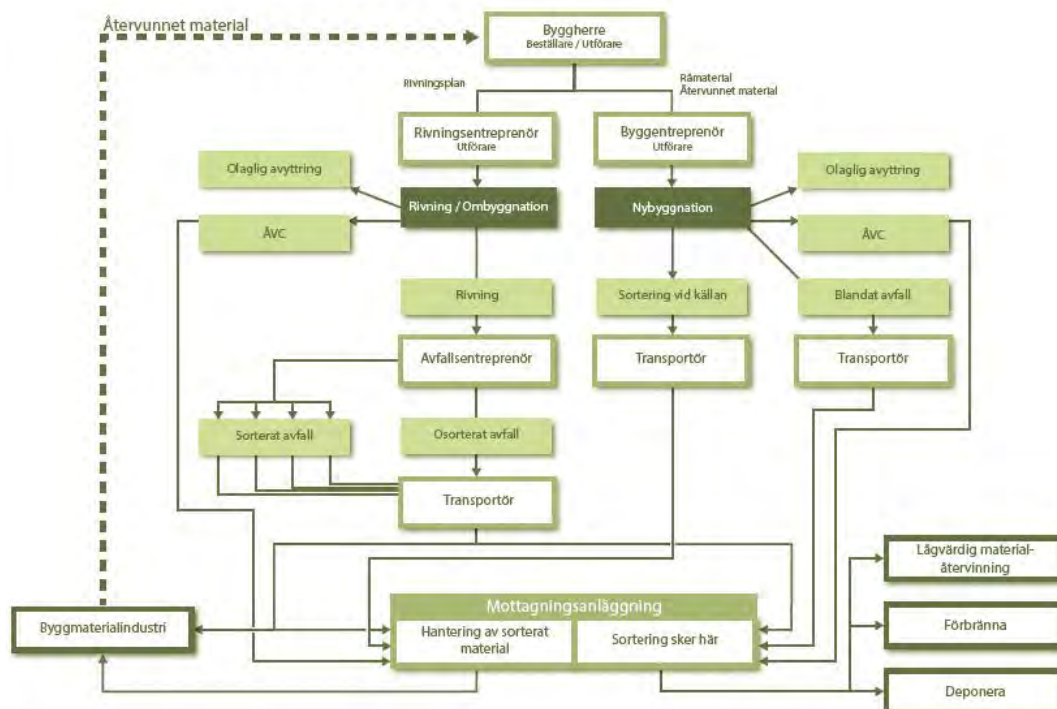 Återvunnet material
Byggherre
Beställare / Utförare
Rivningsplan
Råmaterial
Återvunnet material
Rivningsentreprenör
Utförare
Byggentreprenör
Utförare
Olaglig avyttring
Olaglig avyttring
Rivning / Ombyggnation
Nybyggnation
ÅVC
ÅVC
Rivning
Sortering vid källan
Blandat avfall
Avfallsentreprenör
Transportör
Transportör
Sorterat avfall
Osorterat avfall
Transportör
Lågvärdig material-
återvinning
Mottagningsanläggning
Byggmaterialindustri
Hantering av sorterat
material
Sortering sker här
Förbränna
Deponera